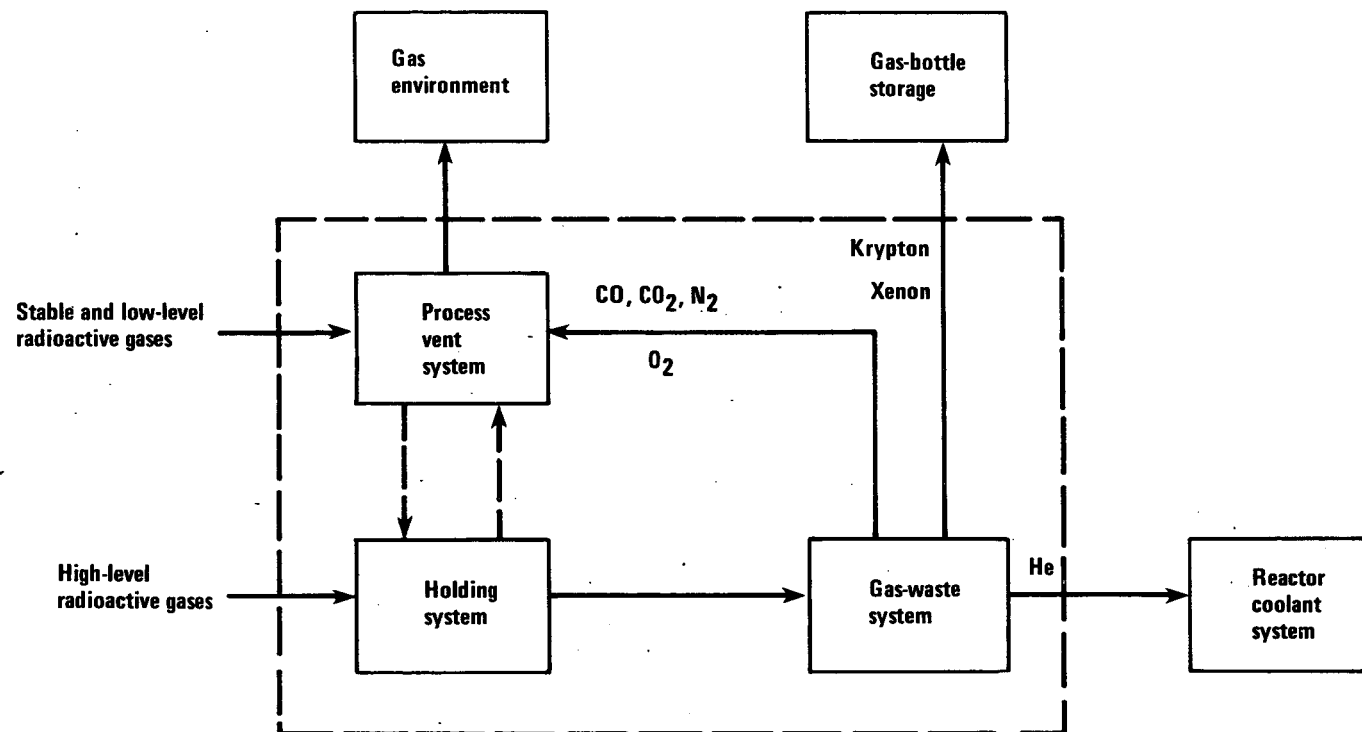 Gas
environment
Gas-bottle
storage
Krypton
Xenon
CO, CO₂, N₂
O₂
Stable and low-level
radioactive gases
Process
vent
system
High-level
radioactive gases
Holding
system
Gas-waste
system
He
Reactor
coolant
system